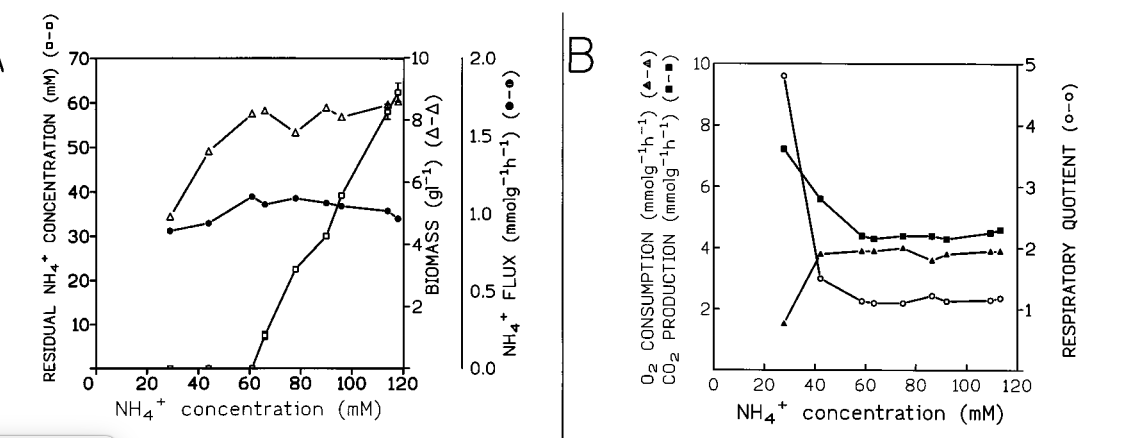 A
RESIDUAL NH₄⁺ CONCENTRATION (mM) (□-□)
70
60
50
40
30
20
10
0 20 40 60 80 100 120
NH₄⁺ concentration (mM)
10
8
6
4
2
BIOMASS (gl⁻¹) (Δ-Δ)
2.0
1.5
1.0
0.5
0.0
NH₄⁺ FLUX (mmolg⁻¹h⁻¹) (●-●)
B
O₂ CONSUMPTION (mmolg⁻¹h⁻¹) (▲-▲)
CO₂ PRODUCTION (mmolg⁻¹h⁻¹) (■-■)
10
8
6
4
2
0 20 40 60 80 100 120
NH₄⁺ concentration (mM)
5
4
3
2
1
RESPIRATORY QUOTIENT (o-o)